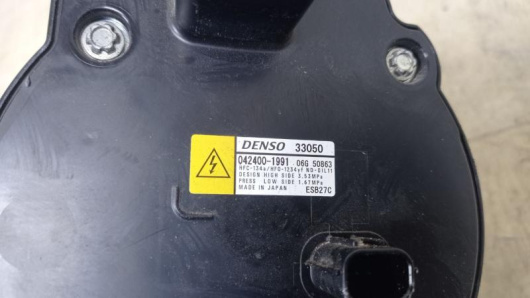 DENSO 33050
042400-1991 06G 50863
HFC-134a/HFO-1234yf ND-OIL11
DESIGN HIGH SIDE 3.53MPa
PRESS LOW SIDE 1.67MPa
MADE IN JAPAN ESB27C